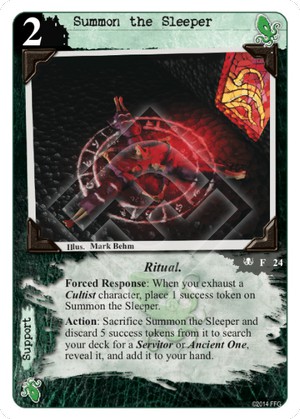 2
Summon the Sleeper
Illus. Mark Behm
F 24
Ritual.
Forced Response: When you exhaust a
Cultist character, place 1 success token on
Summon the Sleeper.
Action: Sacrifice Summon the Sleeper and
discard 5 success tokens from it to search
your deck for a Servitor or Ancient One,
reveal it, and add it to your hand.
Support
©2014 FFG